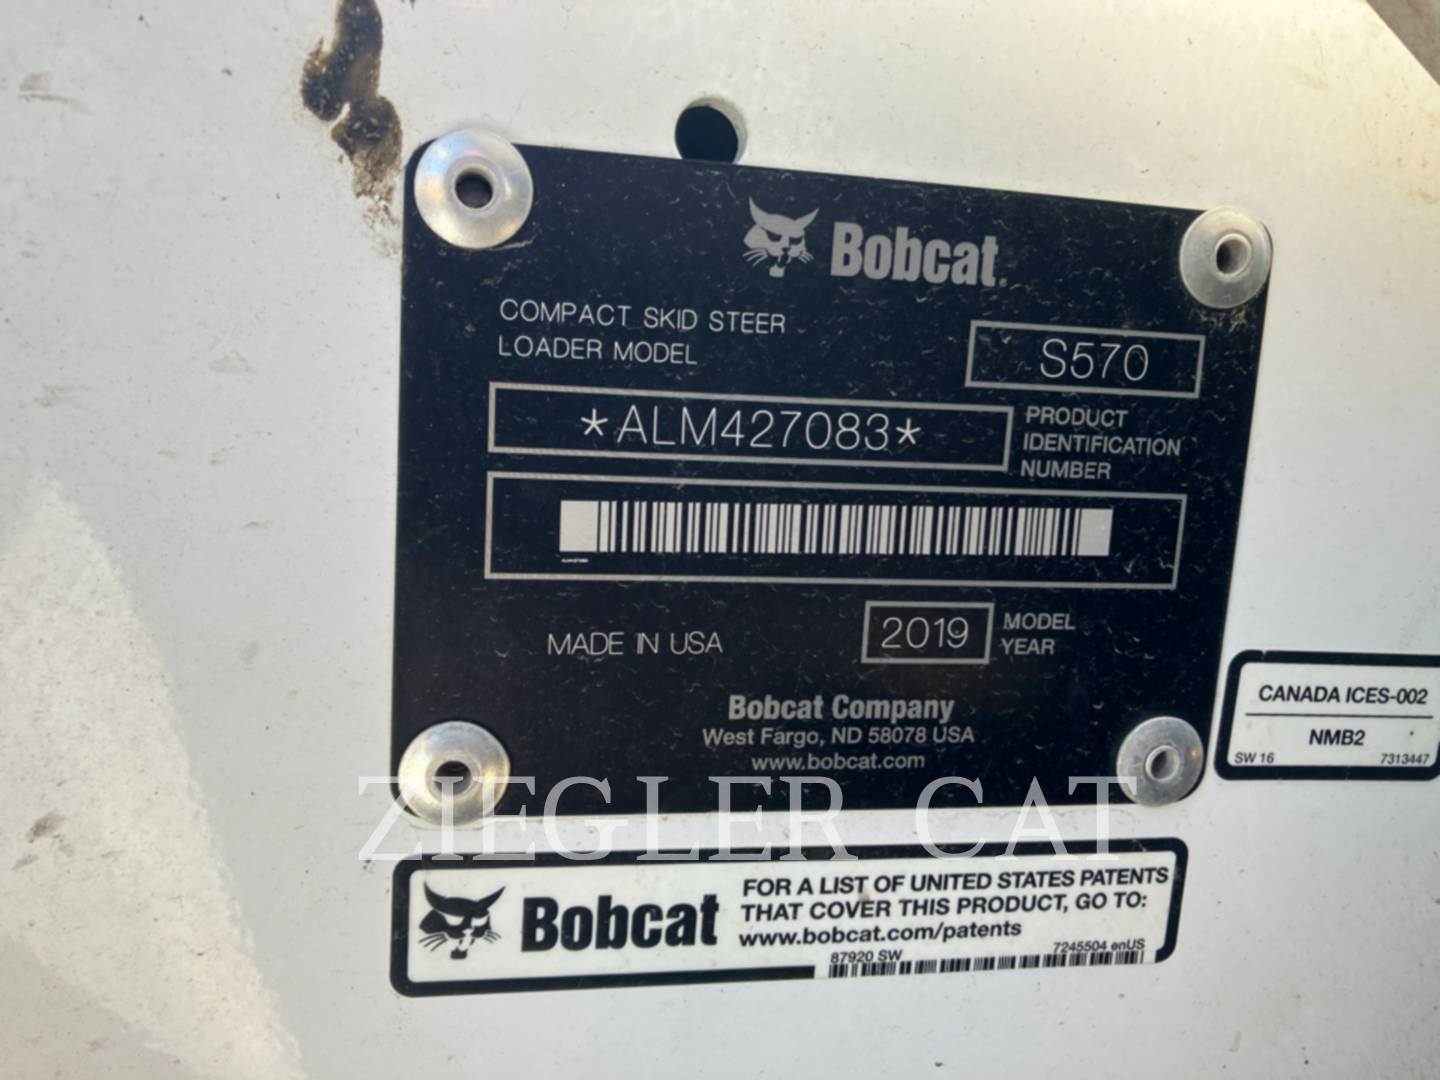 Bobcat
COMPACT SKID STEER
LOADER MODEL
S570
*ALM427083*
PRODUCT
IDENTIFICATION
NUMBER
MADE IN USA
2019
MODEL
YEAR
Bobcat Company
West Fargo, ND 58078 USA
www.bobcat.com
CANADA ICES-002
NMB2
SW 16
7313447
ZIEGLER CAT
Bobcat
FOR A LIST OF UNITED STATES PATENTS
THAT COVER THIS PRODUCT, GO TO:
www.bobcat.com/patents
87920 SW
7245504 enUS